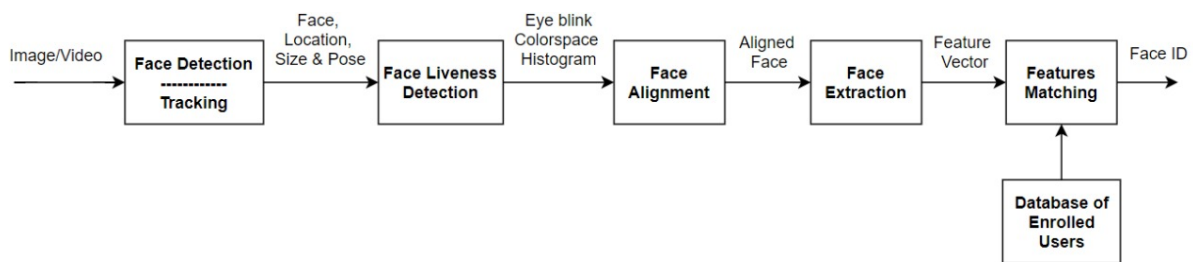 Image/Video
Face Detection
------------
Tracking
Face,
Location,
Size & Pose
Face Liveness
Detection
Eye blink
Colorspace
Histogram
Face
Alignment
Aligned
Face
Face
Extraction
Feature
Vector
Features
Matching
Face ID
Database of
Enrolled
Users